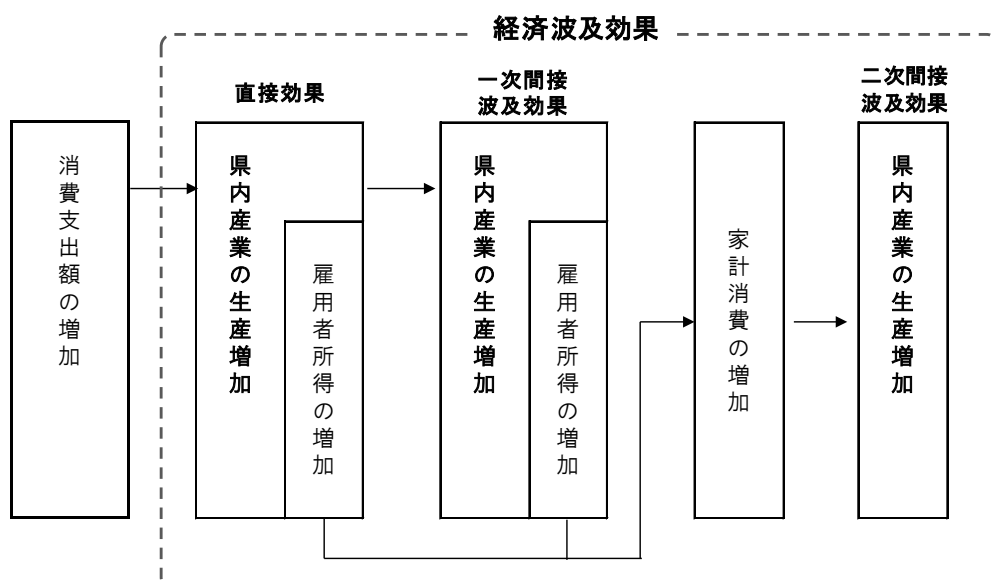 経済波及効果
直接効果
一次間接
波及効果
二次間接
波及効果
消費支出額の増加
県内産業の生産増加
雇用者所得の増加
県内産業の生産増加
雇用者所得の増加
家計消費の増加
県内産業の生産増加